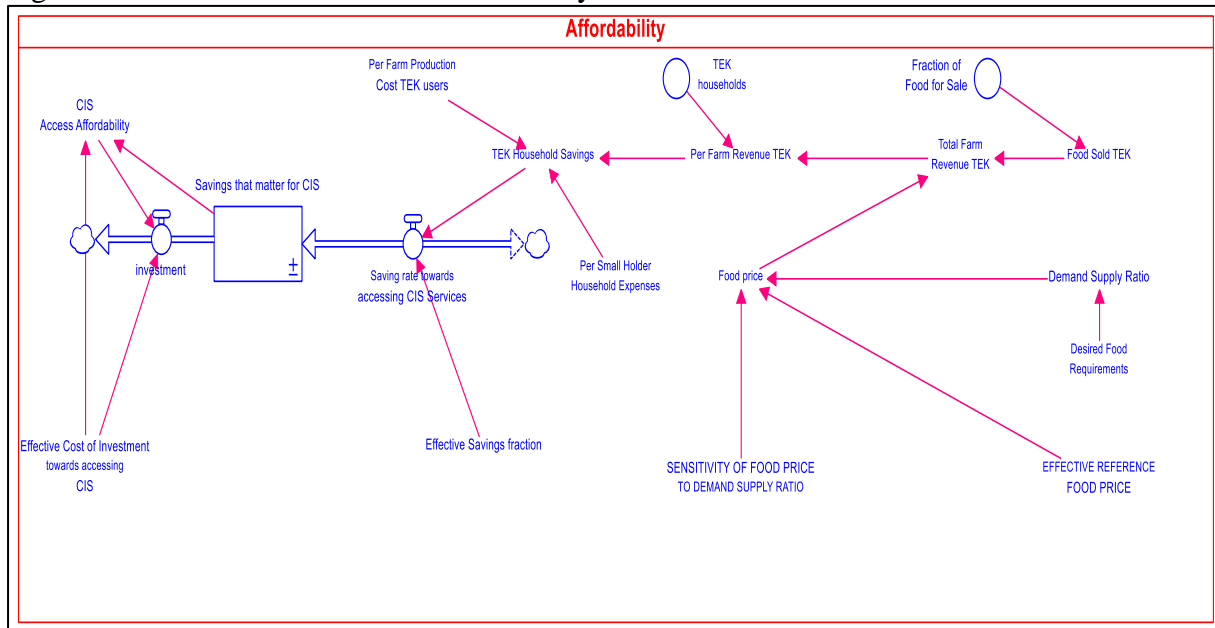 Affordability
Per Farm Production
Cost TEK users
TEK
households
Fraction of
Food for Sale
CIS
Access Affordability
TEK Household Savings
Per Farm Revenue TEK
Total Farm
Revenue TEK
Food Sold TEK
Savings that matter for CIS
investment
Saving rate towards
accessing CIS Services
Per Small Holder
Household Expenses
Food price
Demand Supply Ratio
Desired Food
Requirements
Effective Cost of Investment
towards accessing
CIS
Effective Savings fraction
SENSITIVITY OF FOOD PRICE
TO DEMAND SUPPLY RATIO
EFFECTIVE REFERENCE
FOOD PRICE
±